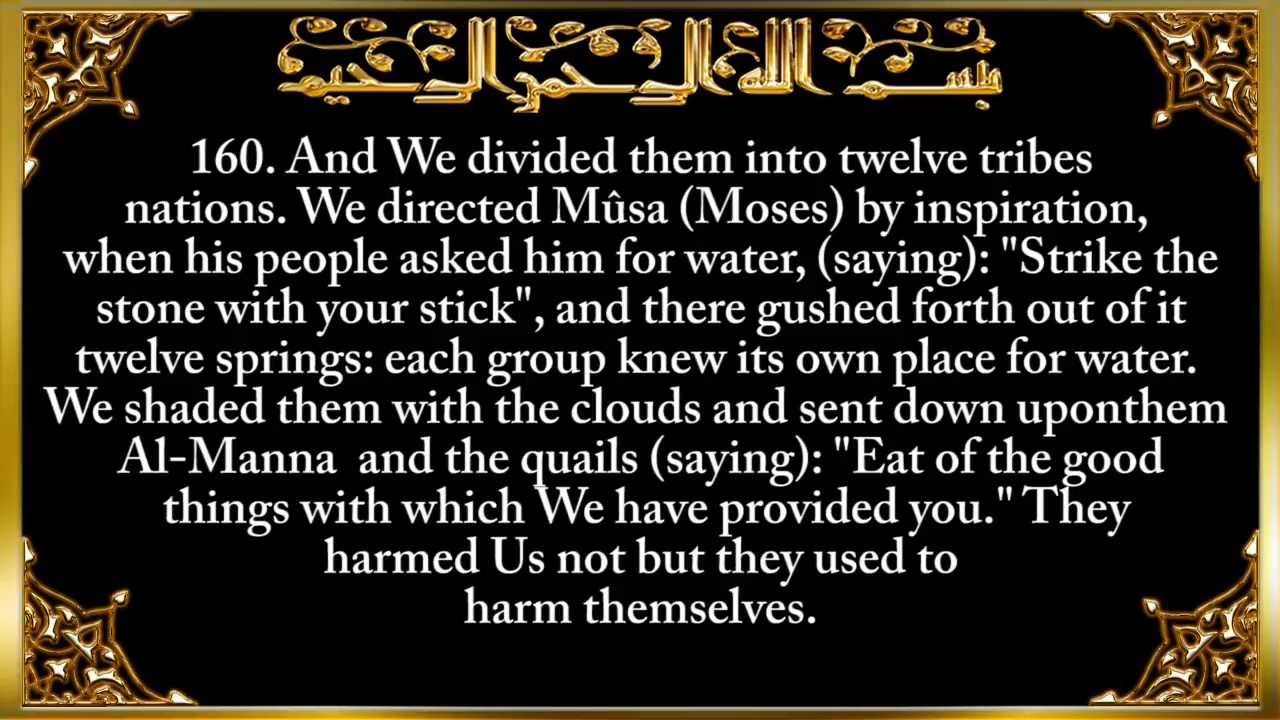 بسم الله الرحمن الرحيم
160. And We divided them into twelve tribes
nations. We directed Mûsa (Moses) by inspiration,
when his people asked him for water, (saying): "Strike the
stone with your stick", and there gushed forth out of it
twelve springs: each group knew its own place for water.
We shaded them with the clouds and sent down uponthem
Al-Manna  and the quails (saying): "Eat of the good
things with which We have provided you." They
harmed Us not but they used to
harm themselves.